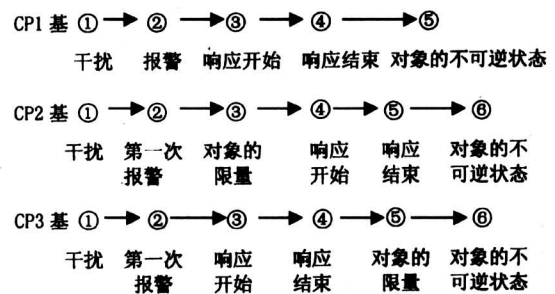 CP1 基 ① ② ③ ④ ⑤
干扰 报警 响应开始 响应结束 对象的不可逆状态
CP2 基 ① ② ③ ④ ⑤ ⑥
干扰 第一次 对象的 响应 响应 对象的不
报警 限量 开始 结束 可逆状态
CP3 基 ① ② ③ ④ ⑤ ⑥
干扰 第一次 响应 响应 对象的 对象的不
报警 开始 结束 限量 可逆状态